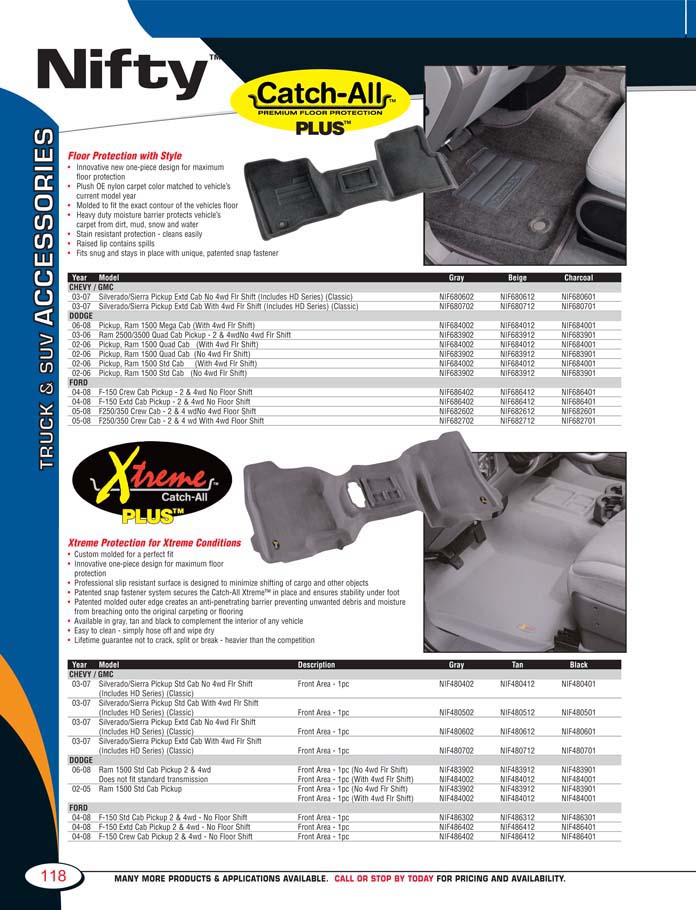 Nifty™
Catch-All™
PREMIUM FLOOR PROTECTION
PLUS™
TRUCK & SUV ACCESSORIES
Floor Protection with Style
• Innovative new one-piece design for maximum
floor protection
• Plush OE nylon carpet color matched to vehicle's
current model year
• Molded to fit the exact contour of the vehicles floor
• Heavy duty moisture barrier protects vehicle's
carpet from dirt, mud, snow and water
• Stain resistant protection - cleans easily
• Raised lip contains spills
• Fits snug and stays in place with unique, patented snap fastener
Year Model Gray Beige Charcoal
CHEVY / GMC
03-07 Silverado/Sierra Pickup Extd Cab No 4wd Flr Shift (Includes HD Series) (Classic) NIF680602 NIF680612 NIF680601
03-07 Silverado/Sierra Pickup Extd Cab With 4wd Flr Shift (Includes HD Series) (Classic) NIF680702 NIF680712 NIF680701
DODGE
06-08 Pickup, Ram 1500 Mega Cab (With 4wd Flr Shift) NIF684002 NIF684012 NIF684001
03-06 Ram 2500/3500 Quad Cab Pickup - 2 & 4wdNo 4wd Flr Shift NIF683902 NIF683912 NIF683901
02-06 Pickup, Ram 1500 Quad Cab (With 4wd Flr Shift) NIF684002 NIF684012 NIF684001
02-06 Pickup, Ram 1500 Quad Cab (No 4wd Flr Shift) NIF683902 NIF683912 NIF683901
02-06 Pickup, Ram 1500 Std Cab (With 4wd Flr Shift) NIF684002 NIF684012 NIF684001
02-06 Pickup, Ram 1500 Std Cab (No 4wd Flr Shift) NIF683902 NIF683912 NIF683901
FORD
04-08 F-150 Crew Cab Pickup - 2 & 4wd No Floor Shift NIF686402 NIF686412 NIF686401
04-08 F-150 Extd Cab Pickup - 2 & 4wd No Floor Shift NIF686402 NIF686412 NIF686401
05-08 F250/350 Crew Cab - 2 & 4 wdNo 4wd Floor Shift NIF682602 NIF682612 NIF682601
05-08 F250/350 Crew Cab - 2 & 4 wd With 4wd Floor Shift NIF682702 NIF682712 NIF682701
Xtreme™
Catch-All
PLUS™
Xtreme Protection for Xtreme Conditions
• Custom molded for a perfect fit
• Innovative one-piece design for maximum floor
protection
• Professional slip resistant surface is designed to minimize shifting of cargo and other objects
• Patented snap fastener system secures the Catch-All Xtreme™ in place and ensures stability under foot
• Patented molded outer edge creates an anti-penetrating barrier preventing unwanted debris and moisture
from breaching onto the original carpeting or flooring
• Available in gray, tan and black to complement the interior of any vehicle
• Easy to clean - simply hose off and wipe dry
• Lifetime guarantee not to crack, split or break - heavier than the competition
Year Model Description Gray Tan Black
CHEVY / GMC
03-07 Silverado/Sierra Pickup Std Cab No 4wd Flr Shift Front Area - 1pc NIF480402 NIF480412 NIF480401
(Includes HD Series) (Classic)
03-07 Silverado/Sierra Pickup Std Cab With 4wd Flr Shift
(Includes HD Series) (Classic) Front Area - 1pc NIF480502 NIF480512 NIF480501
03-07 Silverado/Sierra Pickup Extd Cab No 4wd Flr Shift
(Includes HD Series) (Classic) Front Area - 1pc NIF480602 NIF480612 NIF480601
03-07 Silverado/Sierra Pickup Extd Cab With 4wd Flr Shift
(Includes HD Series) (Classic) Front Area - 1pc NIF480702 NIF480712 NIF480701
DODGE
06-08 Ram 1500 Std Cab Pickup 2 & 4wd Front Area - 1pc (No 4wd Flr Shift) NIF483902 NIF483912 NIF483901
Does not fit standard transmission Front Area - 1pc (With 4wd Flr Shift) NIF484002 NIF484012 NIF484001
02-05 Ram 1500 Std Cab Pickup Front Area - 1pc (No 4wd Flr Shift) NIF483902 NIF483912 NIF483901
Front Area - 1pc (With 4wd Flr Shift) NIF484002 NIF484012 NIF484001
FORD
04-08 F-150 Std Cab Pickup 2 & 4wd - No Floor Shift Front Area - 1pc NIF486302 NIF486312 NIF486301
04-08 F-150 Extd Cab Pickup 2 & 4wd - No Floor Shift Front Area - 1pc NIF486402 NIF486412 NIF486401
04-08 F-150 Crew Cab Pickup 2 & 4wd - No Floor Shift Front Area - 1pc NIF486402 NIF486412 NIF486401
118 MANY MORE PRODUCTS & APPLICATIONS AVAILABLE. CALL OR STOP BY TODAY FOR PRICING AND AVAILABILITY.